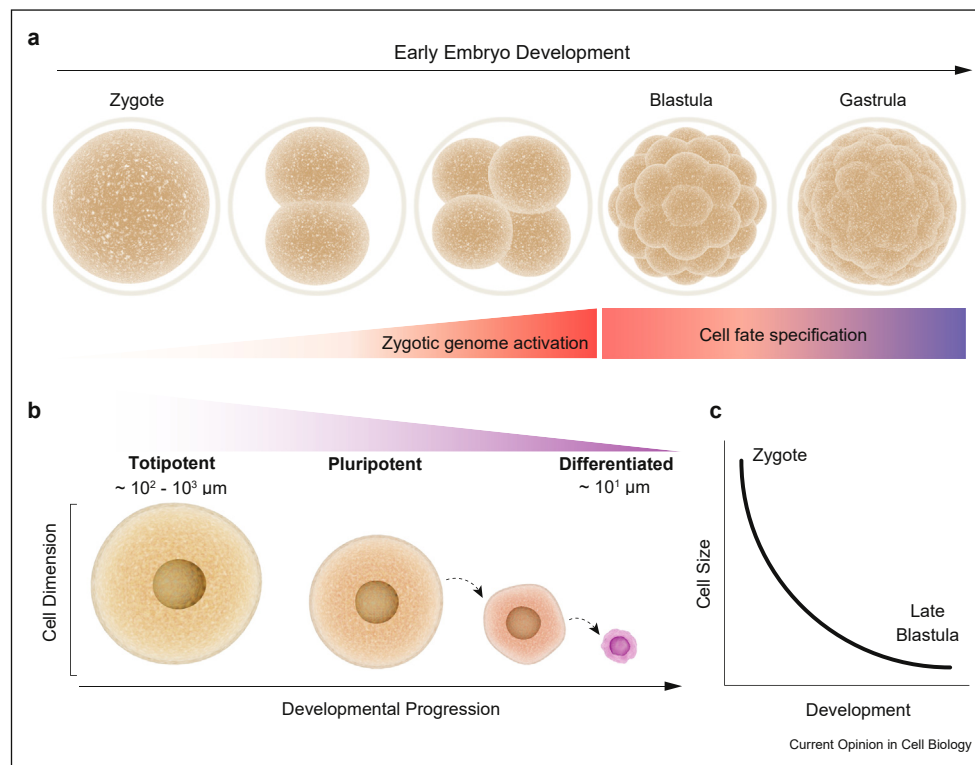 a
Early Embryo Development
Zygote
Blastula
Gastrula
Zygotic genome activation
Cell fate specification
b
Totipotent
~ 10² - 10³ µm
Pluripotent
Differentiated
~ 10¹ µm
Cell Dimension
Developmental Progression
c
Zygote
Cell Size
Late
Blastula
Development
Current Opinion in Cell Biology